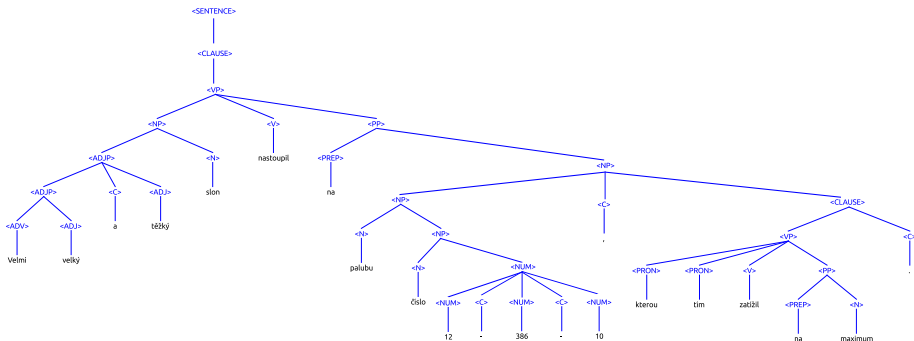 <SENTENCE>
<CLAUSE>
<VP>
<NP> <V> <PP>
nastoupil
<ADJP> <N> <PREP> <NP>
<ADJP> <C> <ADJ> slon na <NP> <C> <CLAUSE>
<ADV> <ADJ> a těžký <N> <NP> , <VP> <C>
Velmi velký palubu <N> <NUM> <PRON> <PRON> <V> <PP> .
číslo <NUM> <C> <NUM> <C> <NUM> kterou tím zatížil <PREP> <N>
12 - 386 - 10 na maximum